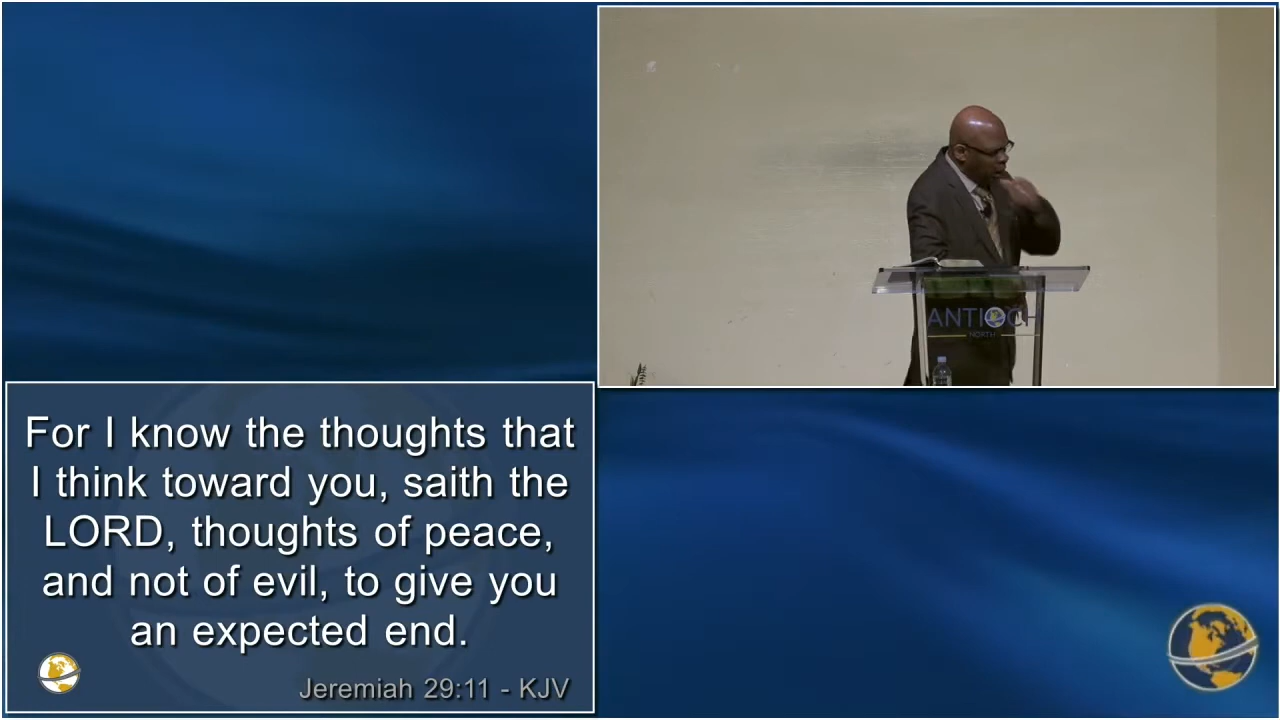 For I know the thoughts that
I think toward you, saith the
LORD, thoughts of peace,
and not of evil, to give you
an expected end.
Jeremiah 29:11 - KJV
ANTIOCH
NORTH